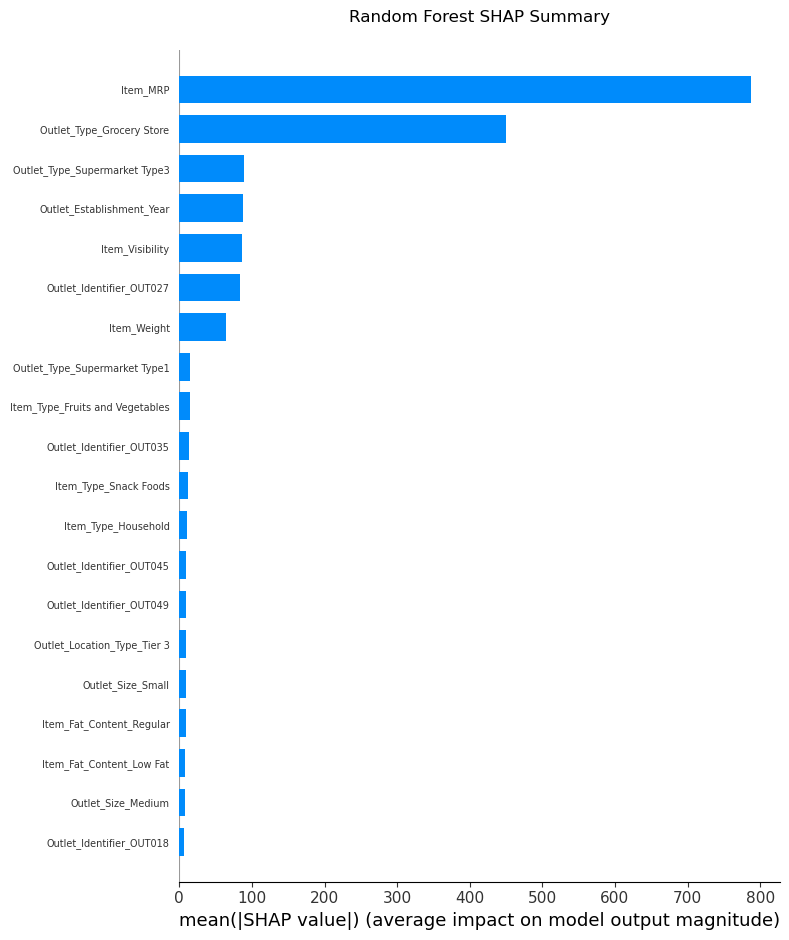 Random Forest SHAP Summary
Item_MRP
Outlet_Type_Grocery Store
Outlet_Type_Supermarket Type3
Outlet_Establishment_Year
Item_Visibility
Outlet_Identifier_OUT027
Item_Weight
Outlet_Type_Supermarket Type1
Item_Type_Fruits and Vegetables
Outlet_Identifier_OUT035
Item_Type_Snack Foods
Item_Type_Household
Outlet_Identifier_OUT045
Outlet_Identifier_OUT049
Outlet_Location_Type_Tier 3
Outlet_Size_Small
Item_Fat_Content_Regular
Item_Fat_Content_Low Fat
Outlet_Size_Medium
Outlet_Identifier_OUT018
0 100 200 300 400 500 600 700 800
mean(|SHAP value|) (average impact on model output magnitude)